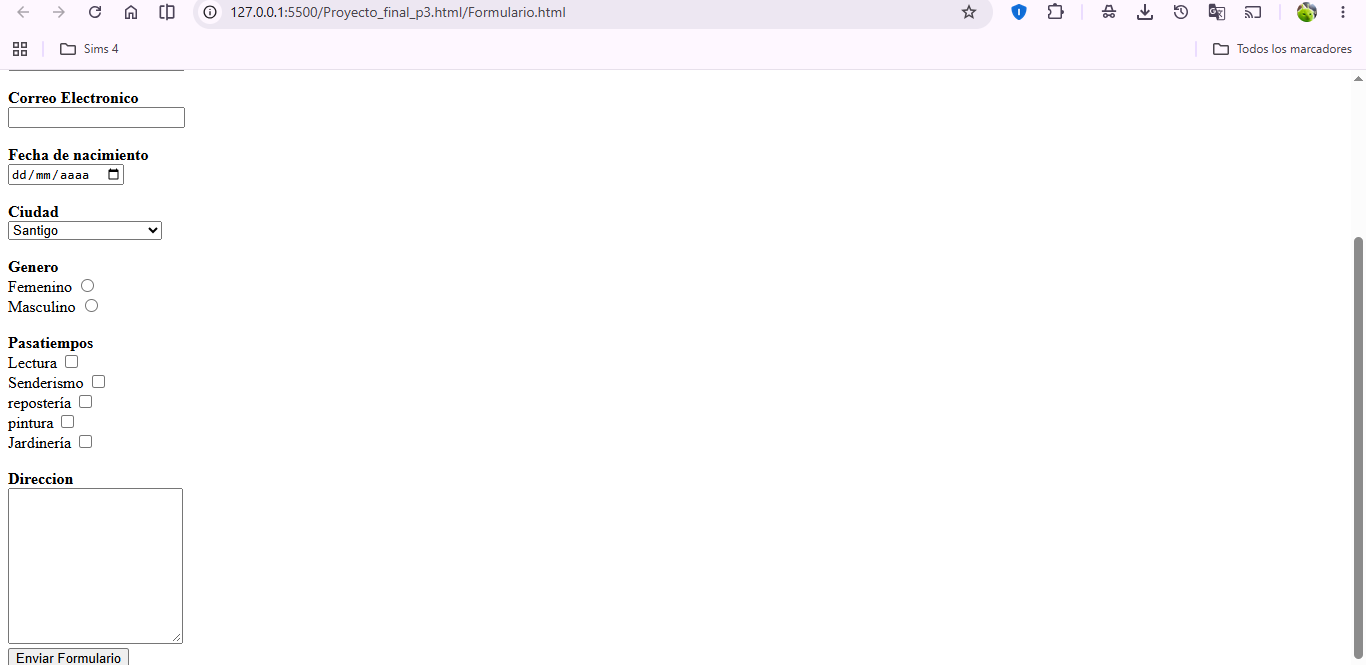 127.0.0.1:5500/Proyecto_final_p3.html/Formulario.html
Sims 4
Todos los marcadores
Correo Electronico
Fecha de nacimiento
dd/mm/aaaa
Ciudad
Santigo
Genero
Femenino
Masculino
Pasatiempos
Lectura
Senderismo
repostería
pintura
Jardinería
Direccion
Enviar Formulario